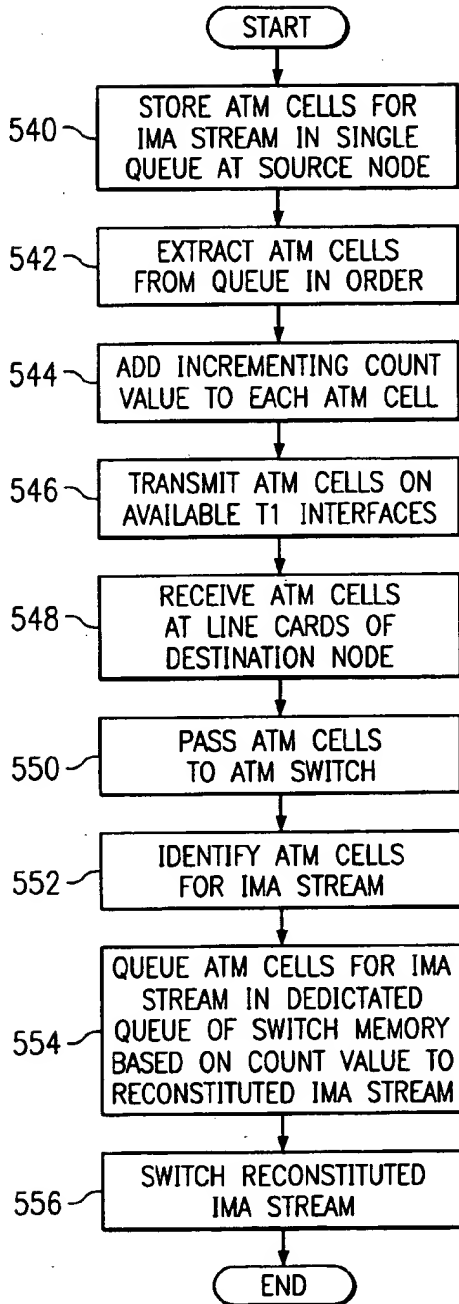 START
540
STORE ATM CELLS FOR
IMA STREAM IN SINGLE
QUEUE AT SOURCE NODE
542
EXTRACT ATM CELLS
FROM QUEUE IN ORDER
544
ADD INCREMENTING COUNT
VALUE TO EACH ATM CELL
546
TRANSMIT ATM CELLS ON
AVAILABLE T1 INTERFACES
548
RECEIVE ATM CELLS
AT LINE CARDS OF
DESTINATION NODE
550
PASS ATM CELLS
TO ATM SWITCH
552
IDENTIFY ATM CELLS
FOR IMA STREAM
554
QUEUE ATM CELLS FOR IMA
STREAM IN DEDICTATED
QUEUE OF SWITCH MEMORY
BASED ON COUNT VALUE TO
RECONSTITUTED IMA STREAM
556
SWITCH RECONSTITUTED
IMA STREAM
END